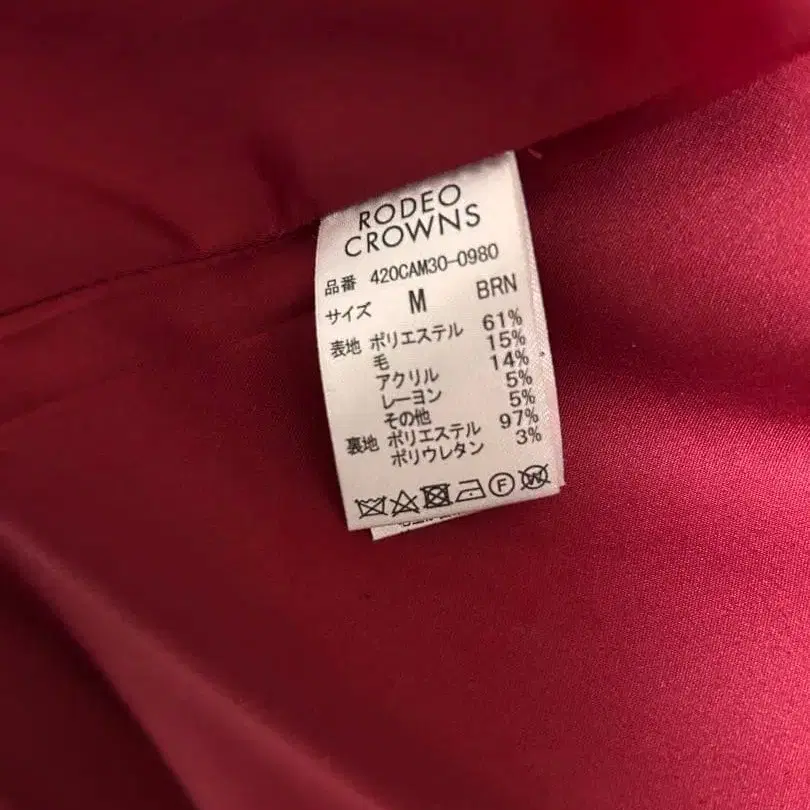 RODEO
CROWNS
品番 420CAM30-0980
サイズ M BRN
表地 ポリエステル 61%
毛 15%
アクリル 14%
レーヨン 5%
その他 5%
裏地 ポリエステル 97%
ポリウレタン 3%
F W